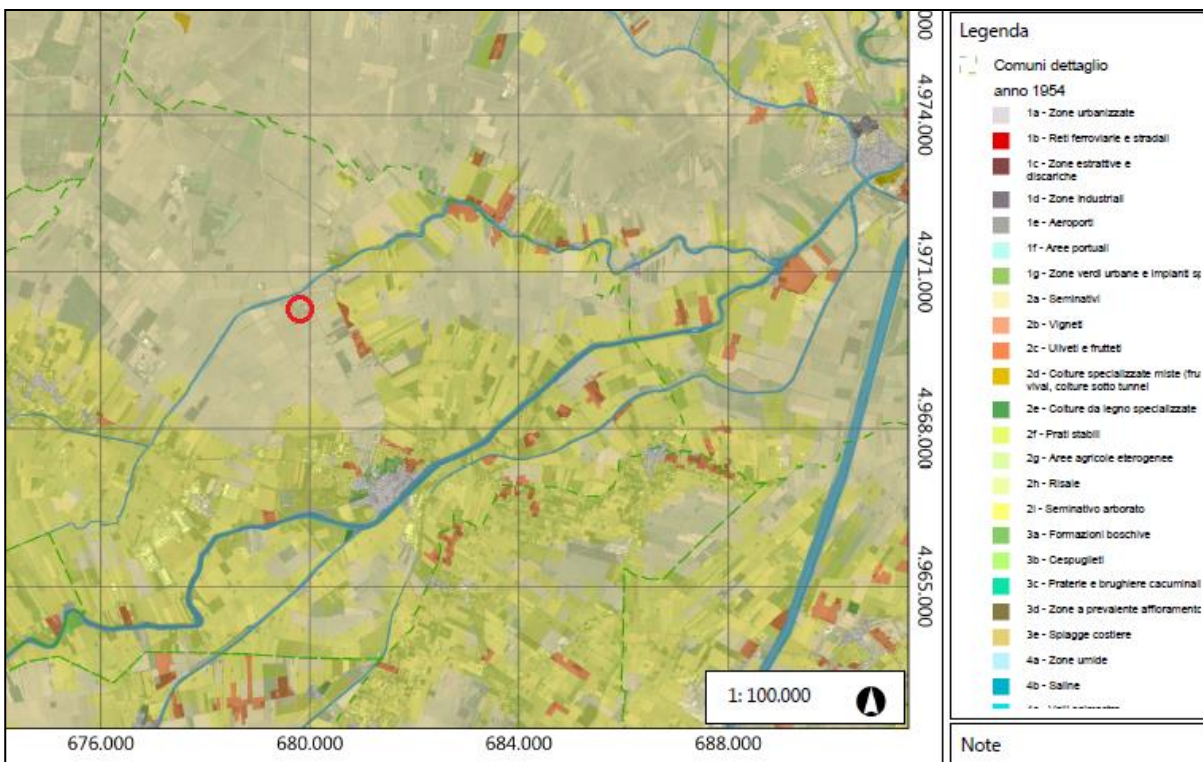 4.974.000
4.971.000
4.968.000
4.965.000
1: 100.000
676.000
680.000
684.000
688.000
Legenda
Comuni dettaglio
anno 1954
1a - Zone urbanizzate
1b - Reti ferroviarie e stradali
1c - Zone estrattive e
discariche
1d - Zone industriali
1e - Aeroporti
1f - Aree portuali
1g - Zone verdi urbane e impianti sp
2a - Seminativi
2b - Vigneti
2c - Uliveti e frutteti
2d - Colture specializzate miste (fru
vivai, colture sotto tunnel
2e - Colture da legno specializzate
2f - Prati stabili
2g - Aree agricole eterogenee
2h - Risaie
2i - Seminativo arborato
3a - Formazioni boschive
3b - Cespuglieti
3c - Praterie e brughiere cacuminali
3d - Zone a prevalente affioramento
3e - Spiagge costiere
4a - Zone umide
4b - Saline
Note